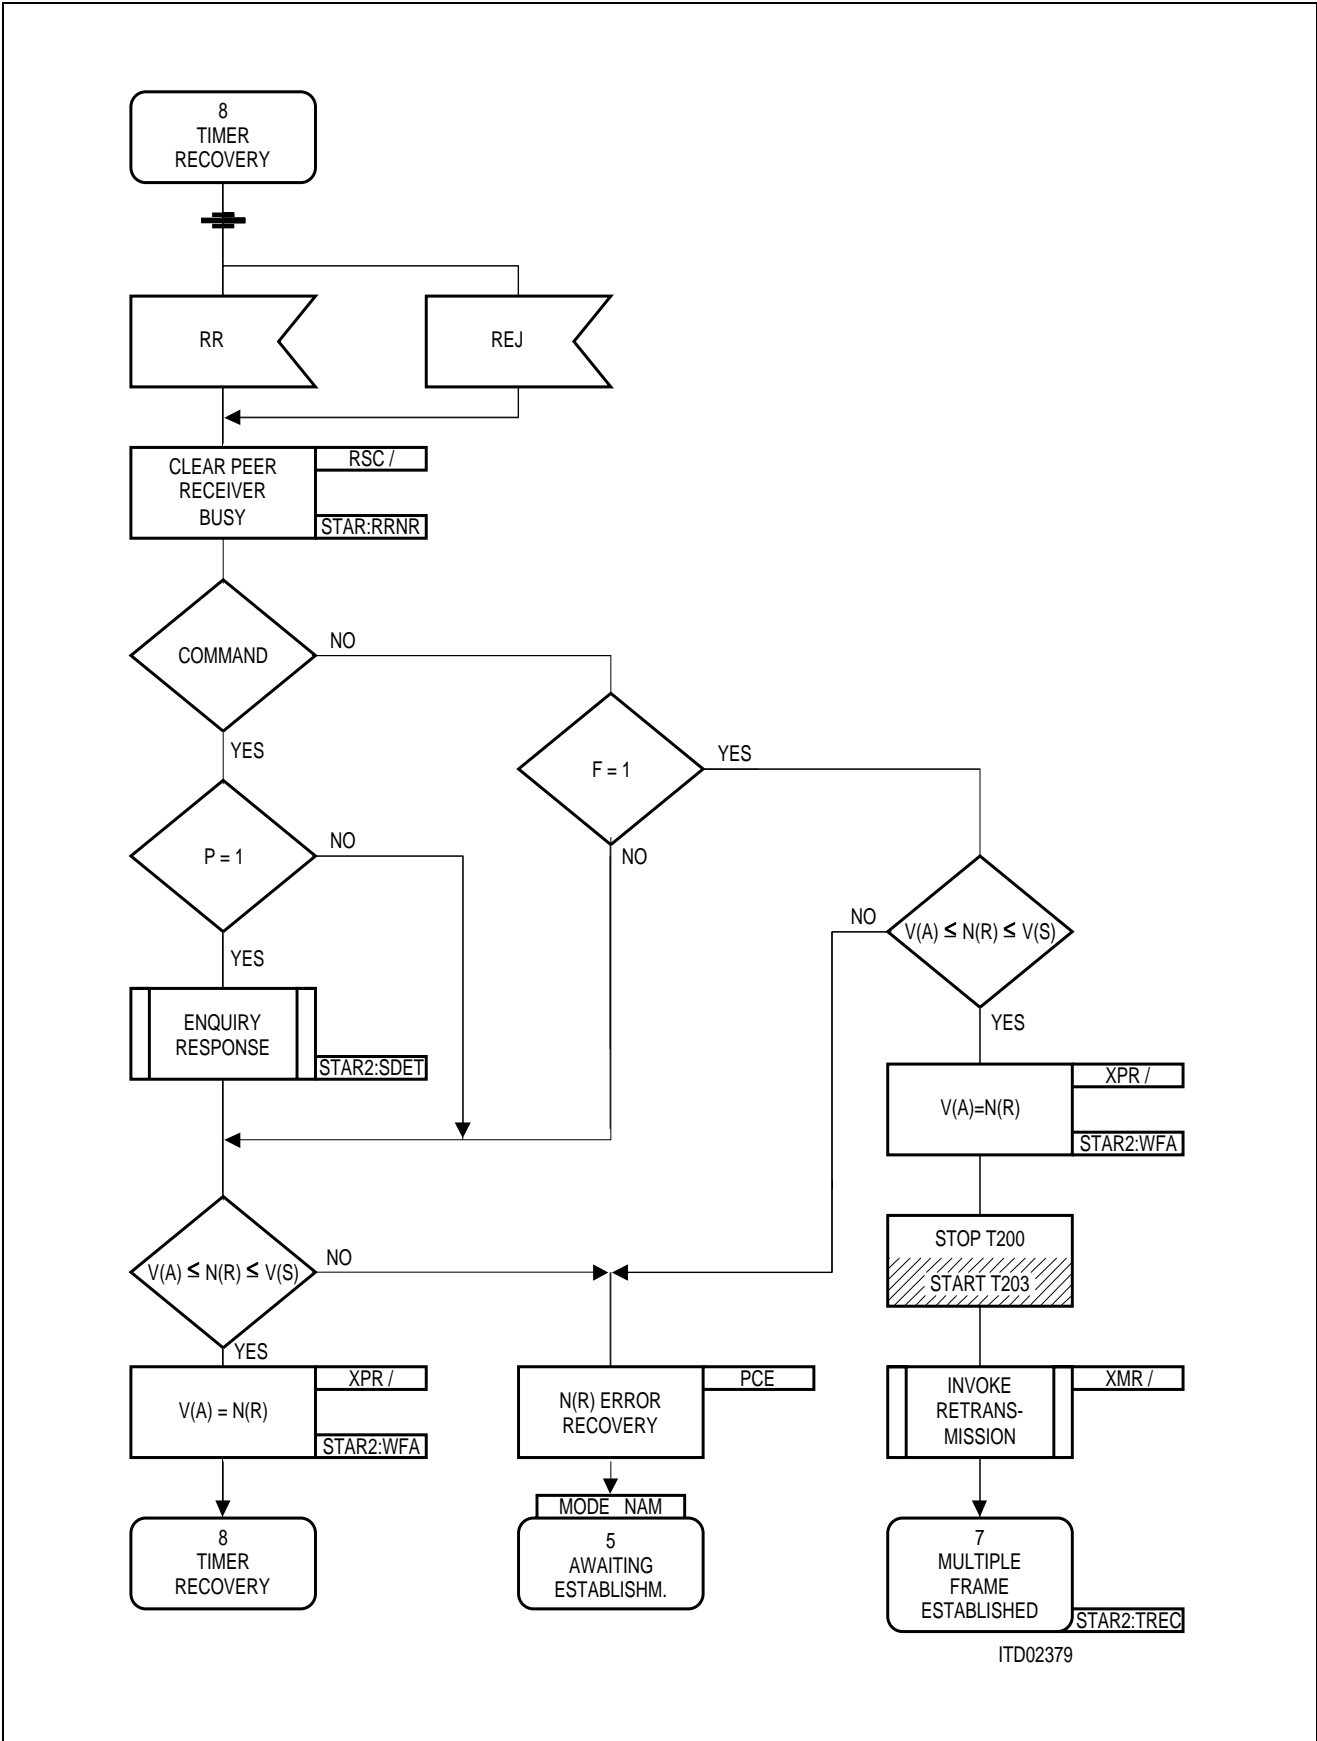 8
TIMER
RECOVERY
RR
REJ
CLEAR PEER
RECEIVER
BUSY
RSC /
STAR:RRNR
COMMAND
NO
YES
F = 1
YES
NO
P = 1
NO
YES
V(A) ≤ N(R) ≤ V(S)
NO
YES
ENQUIRY
RESPONSE
STAR2:SDET
V(A)=N(R)
XPR /
STAR2:WFA
STOP T200
START T203
V(A) ≤ N(R) ≤ V(S)
NO
YES
V(A) = N(R)
XPR /
STAR2:WFA
N(R) ERROR
RECOVERY
PCE
INVOKE
RETRANS-
MISSION
XMR /
8
TIMER
RECOVERY
MODE NAM
5
AWAITING
ESTABLISHM.
7
MULTIPLE
FRAME
ESTABLISHED
STAR2:TREC
ITD02379